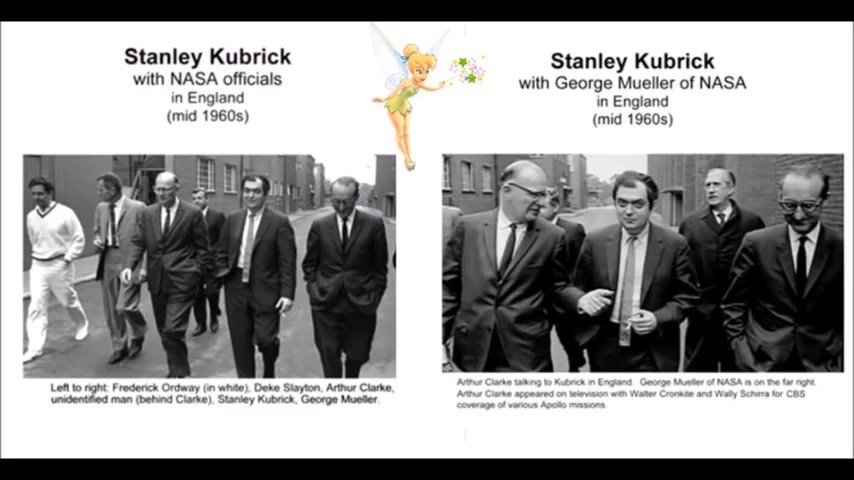 Stanley Kubrick
with NASA officials
in England
(mid 1960s)
Left to right: Frederick Ordway (in white), Deke Slayton, Arthur Clarke,
unidentified man (behind Clarke), Stanley Kubrick, George Mueller.
Stanley Kubrick
with George Mueller of NASA
in England
(mid 1960s)
Arthur Clarke talking to Kubrick in England. George Mueller of NASA is on the far right.
Arthur Clarke appeared on television with Walter Cronkite and Wally Schirra for CBS
coverage of various Apollo missions.